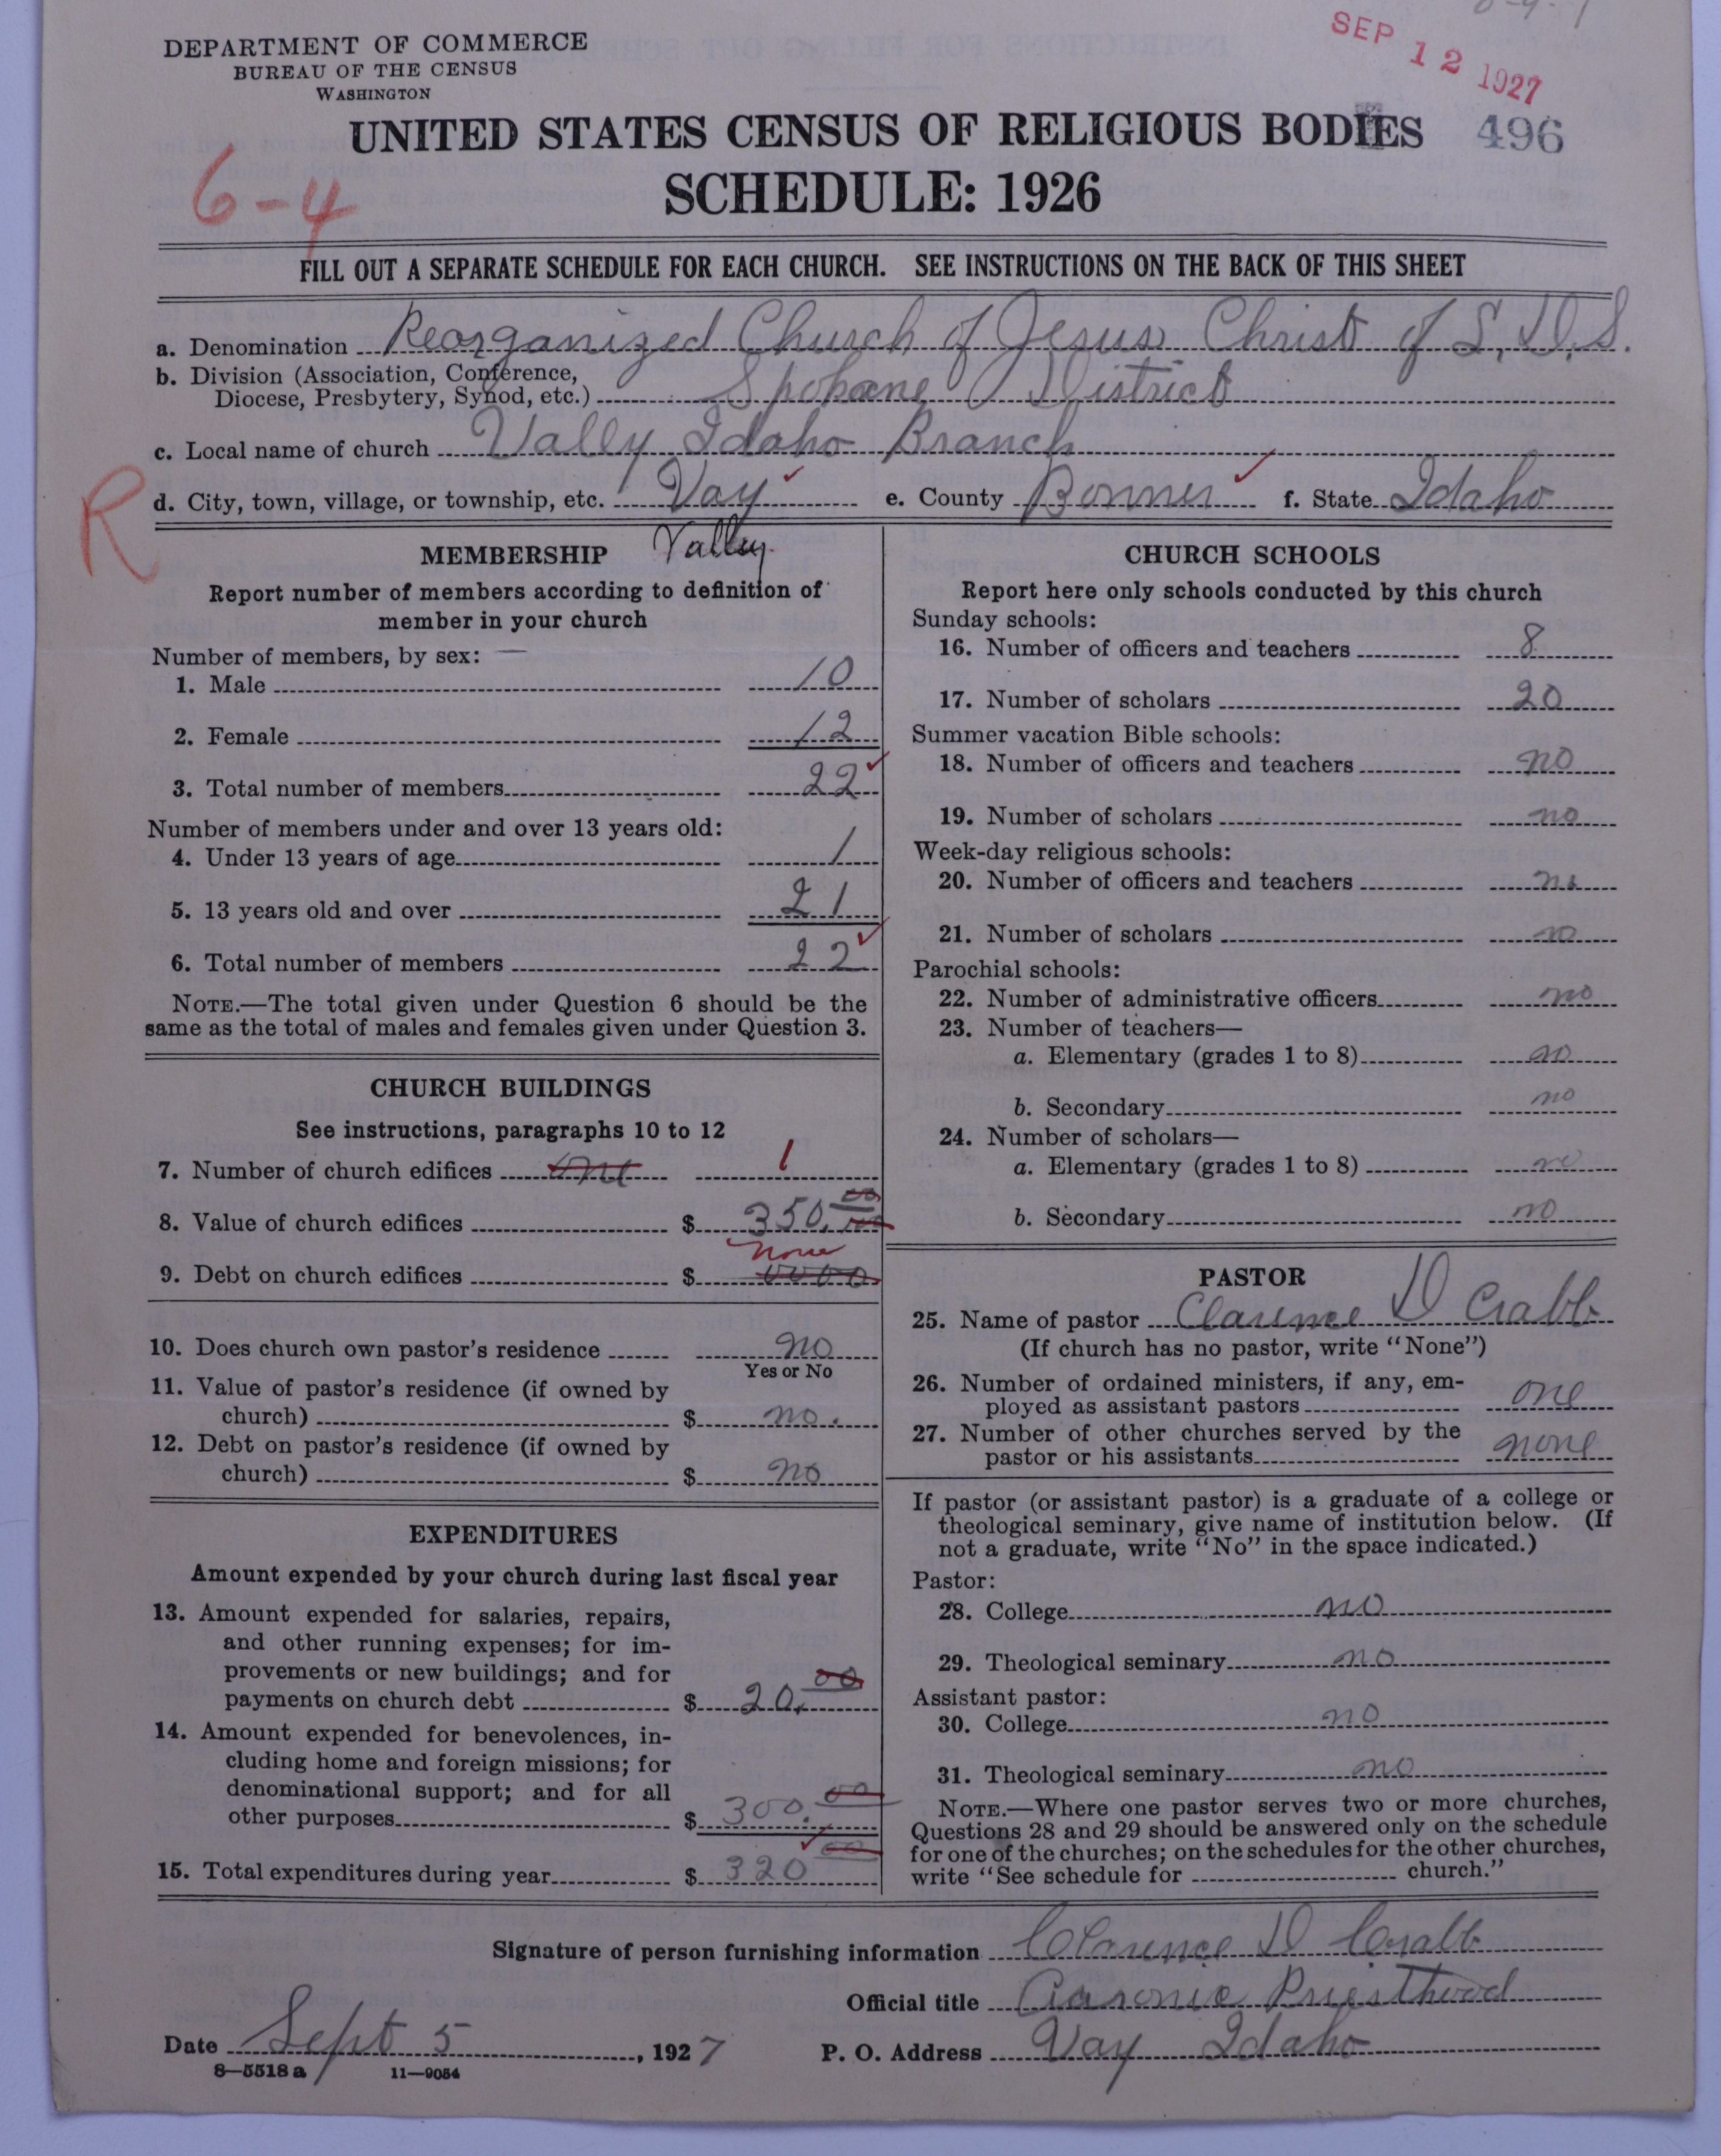 DEPARTMENT OF COMMERCE
BUREAU OF THE CENSUS
WASHINGTON
SEP 12 1927
UNITED STATES CENSUS OF RELIGIOUS BODIES 496
6-4
SCHEDULE: 1926
FILL OUT A SEPARATE SCHEDULE FOR EACH CHURCH. SEE INSTRUCTIONS ON THE BACK OF THIS SHEET
a. Denomination Reorganized Church of Jesus Christ of L. D. S.
b. Division (Association, Conference,
Diocese, Presbytery, Synod, etc.) Spokane District
c. Local name of church Vally Idaho Branch
R
d. City, town, village, or township, etc. Vay e. County Bonner f. State Idaho
MEMBERSHIP Valley
Report number of members according to definition of
member in your church
Number of members, by sex:
1. Male 10
2. Female 12
3. Total number of members 22
Number of members under and over 13 years old:
4. Under 13 years of age 1
5. 13 years old and over 21
6. Total number of members 22
NOTE.—The total given under Question 6 should be the
same as the total of males and females given under Question 3.
CHURCH BUILDINGS
See instructions, paragraphs 10 to 12
7. Number of church edifices one 1
8. Value of church edifices $ 350.00
none
9. Debt on church edifices $
10. Does church own pastor's residence no
Yes or No
11. Value of pastor's residence (if owned by
church) $ no.
12. Debt on pastor's residence (if owned by
church) $ no
EXPENDITURES
Amount expended by your church during last fiscal year
13. Amount expended for salaries, repairs,
and other running expenses; for im-
provements or new buildings; and for
payments on church debt $ 20.00
14. Amount expended for benevolences, in-
cluding home and foreign missions; for
denominational support; and for all
other purposes $ 300.00
15. Total expenditures during year $ 320 00
CHURCH SCHOOLS
Report here only schools conducted by this church
Sunday schools:
16. Number of officers and teachers 8
17. Number of scholars 20
Summer vacation Bible schools:
18. Number of officers and teachers no
19. Number of scholars no
Week-day religious schools:
20. Number of officers and teachers no
21. Number of scholars no
Parochial schools:
22. Number of administrative officers no
23. Number of teachers—
a. Elementary (grades 1 to 8) no
b. Secondary no
24. Number of scholars—
a. Elementary (grades 1 to 8) no
b. Secondary no
PASTOR
25. Name of pastor Clarence D Crabb
(If church has no pastor, write "None")
26. Number of ordained ministers, if any, em-
ployed as assistant pastors one
27. Number of other churches served by the
pastor or his assistants none
If pastor (or assistant pastor) is a graduate of a college or
theological seminary, give name of institution below. (If
not a graduate, write "No" in the space indicated.)
Pastor:
28. College no
29. Theological seminary no
Assistant pastor:
30. College no
31. Theological seminary no
NOTE.—Where one pastor serves two or more churches,
Questions 28 and 29 should be answered only on the schedule
for one of the churches; on the schedules for the other churches,
write "See schedule for church."
Signature of person furnishing information Clarence D Crabb
Official title Aaronic Priesthood
Date Sept 5, 1927 P. O. Address Vay Idaho
8—5518 a 11—9054